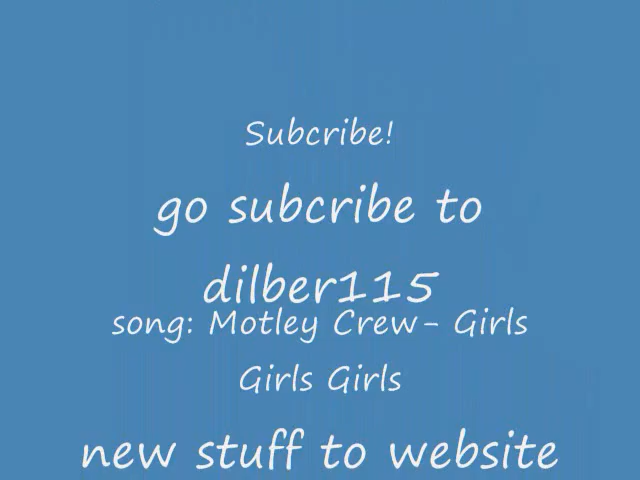 Subcribe!
go subcribe to
dilber115
song: Motley Crew- Girls
Girls Girls
new stuff to website